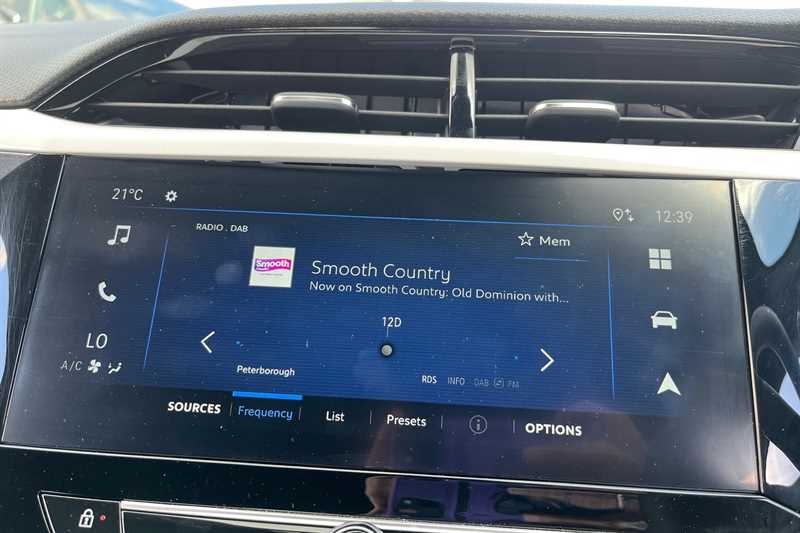 21°C
12:39
RADIO . DAB
Mem
Smooth
Smooth Country
Now on Smooth Country: Old Dominion with...
12D
LO
A/C
Peterborough
RDS INFO DAB FM
SOURCES Frequency List Presets i OPTIONS